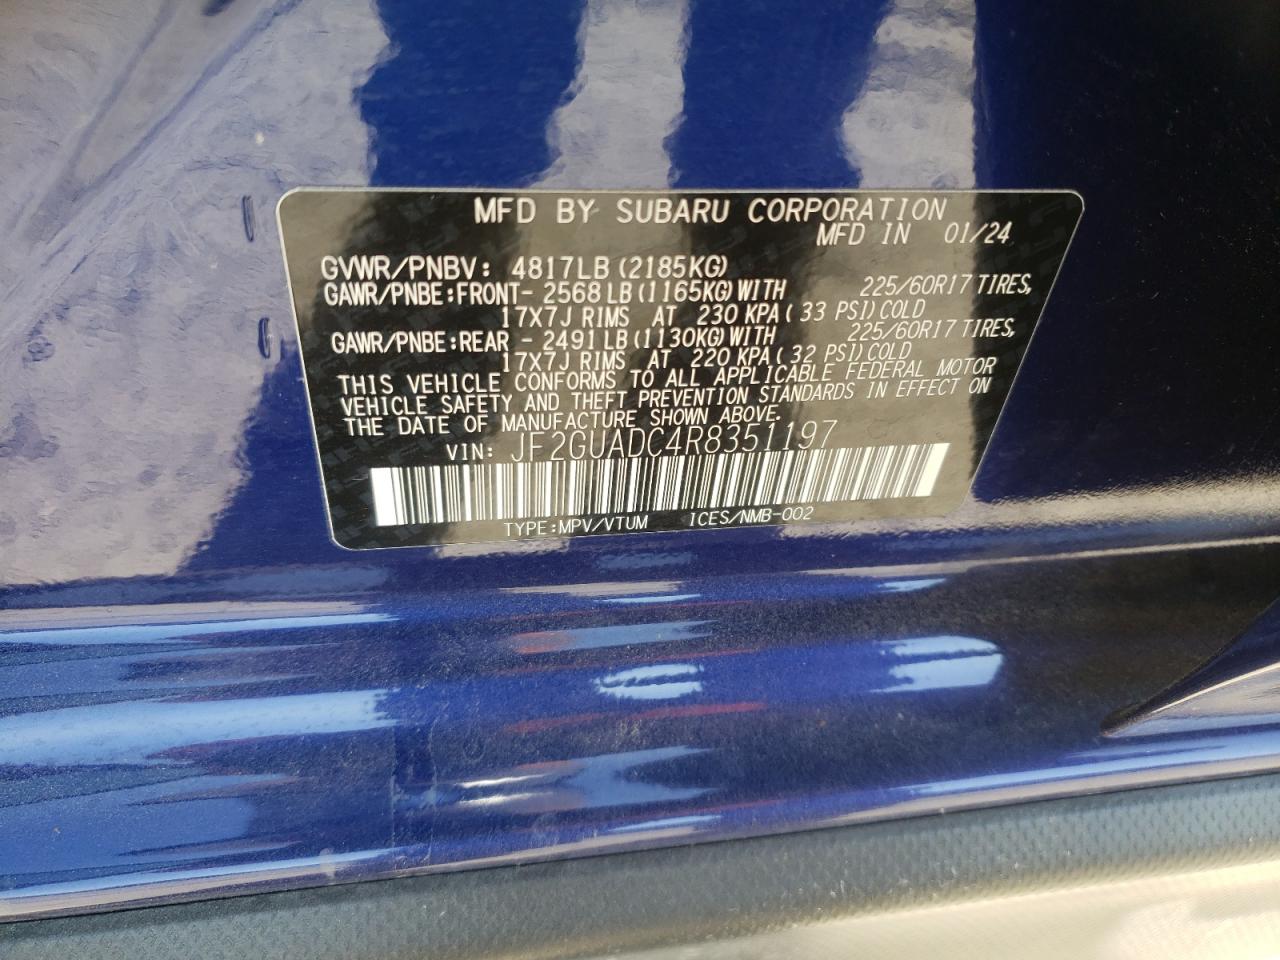 MFD BY SUBARU CORPORATION
MFD IN 01/24
GVWR/PNBV: 4817LB (2185KG)
GAWR/PNBE:FRONT- 2568LB (1165KG) WITH 225/60R17 TIRES,
17X7J RIMS AT 230 KPA ( 33 PSI) COLD
GAWR/PNBE:REAR - 2491LB (1130KG) WITH 225/60R17 TIRES,
17X7J RIMS AT 220 KPA ( 32 PSI) COLD
THIS VEHICLE CONFORMS TO ALL APPLICABLE FEDERAL MOTOR
VEHICLE SAFETY AND THEFT PREVENTION STANDARDS IN EFFECT ON
THE DATE OF MANUFACTURE SHOWN ABOVE.
VIN: JF2GUADC4R8351197
TYPE:MPV/VTUM ICES/NMB-002